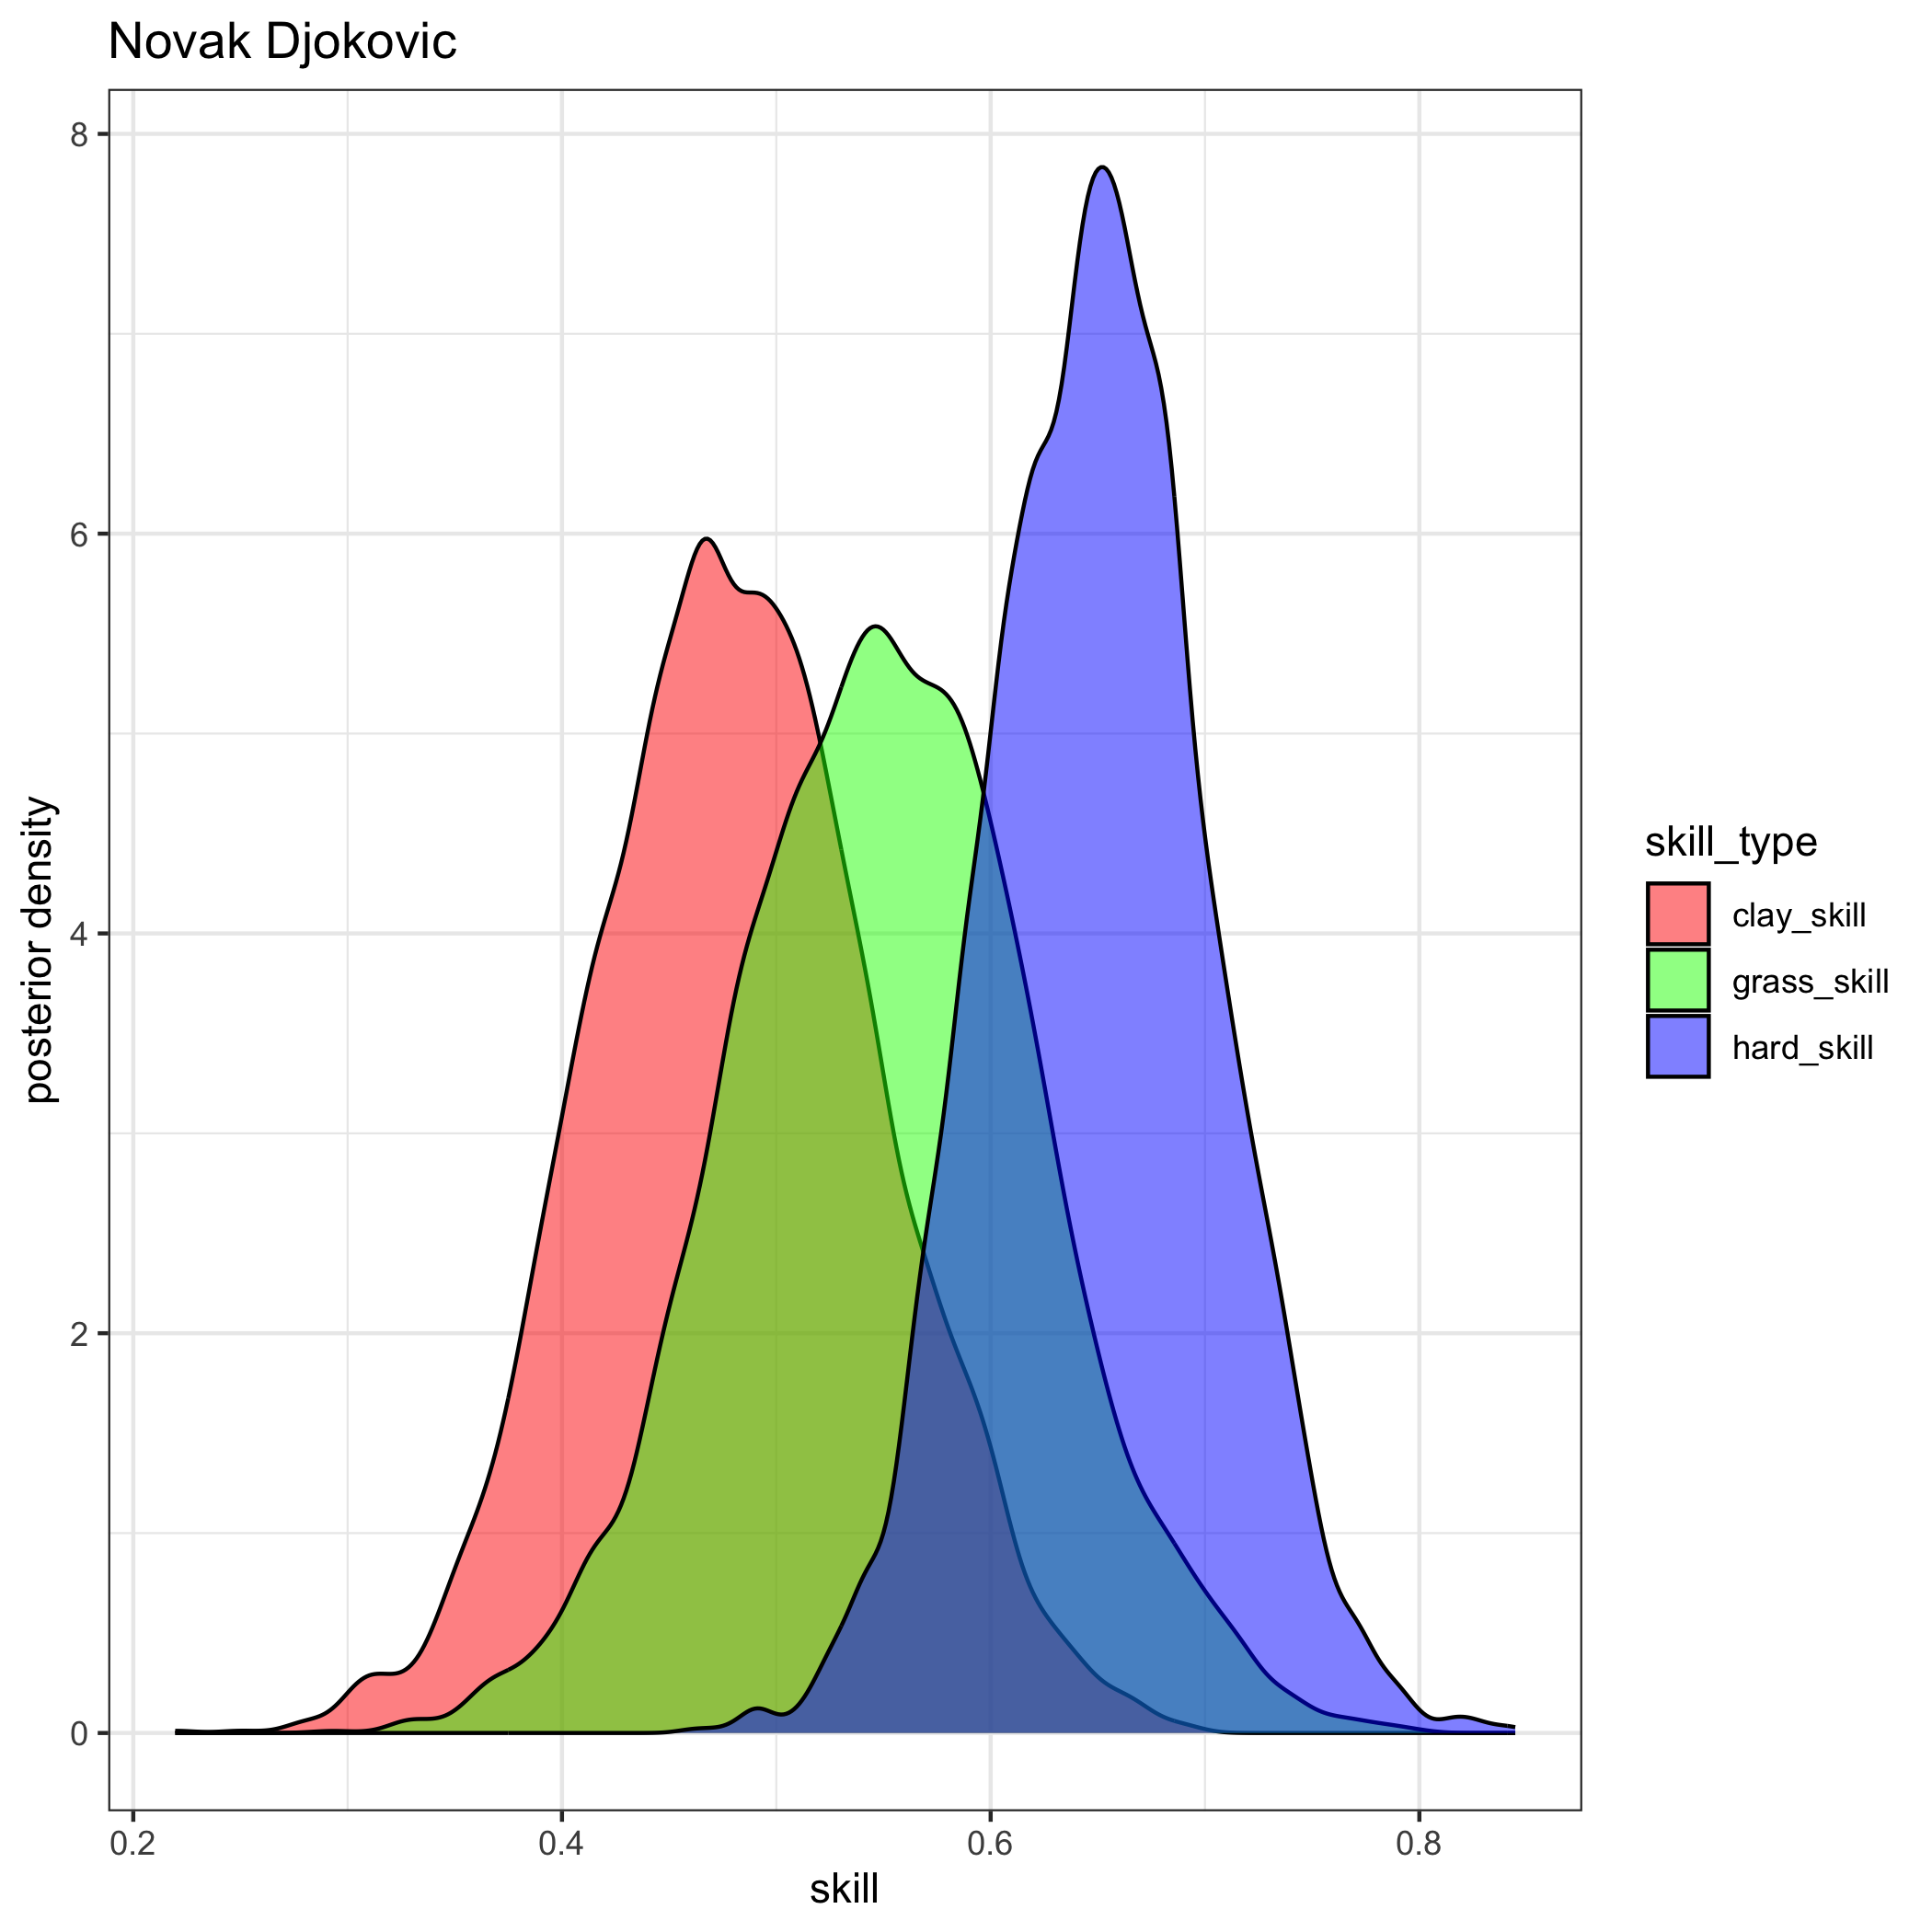 Novak Djokovic
8
6
4
2
0
posterior density
0.2 0.4 0.6 0.8
skill
skill_type
clay_skill
grass_skill
hard_skill